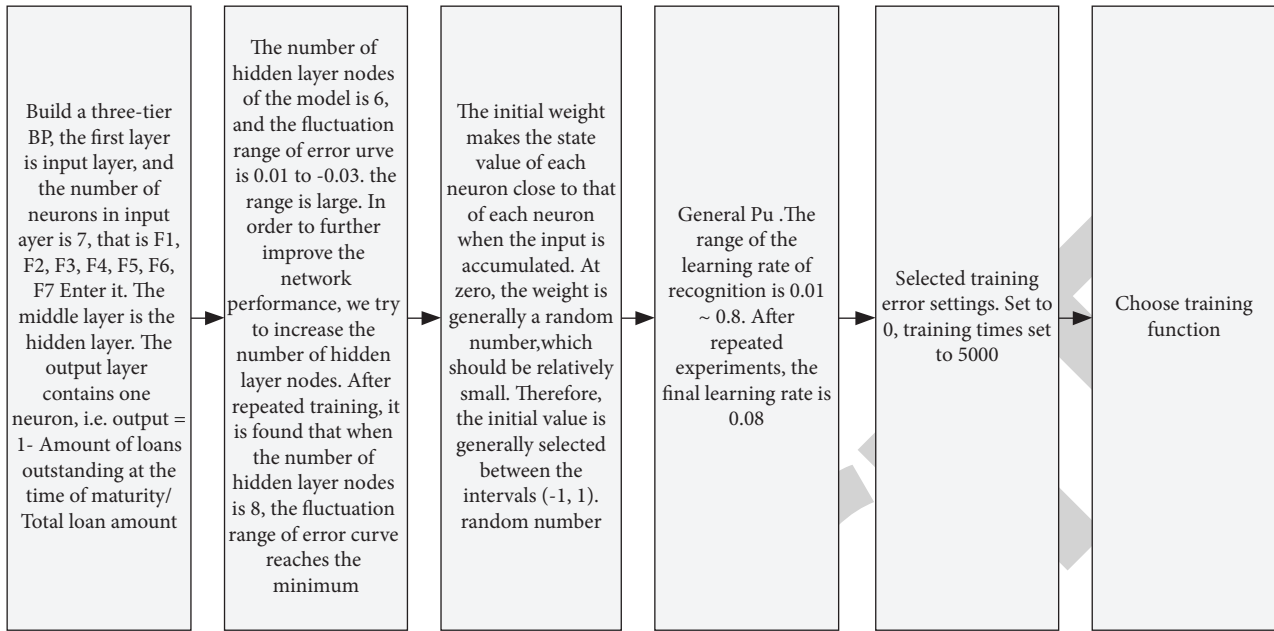 Build a three-tier
BP, the first layer
is input layer, and
the number of
neurons in input
ayer is 7, that is F1,
F2, F3, F4, F5, F6,
F7 Enter it. The
middle layer is the
hidden layer. The
output layer
contains one
neuron, i.e. output =
1- Amount of loans
outstanding at the
time of maturity/
Total loan amount
The number of
hidden layer nodes
of the model is 6,
and the fluctuation
range of error urve
is 0.01 to -0.03. the
range is large. In
order to further
improve the
network
performance, we try
to increase the
number of hidden
layer nodes. After
repeated training, it
is found that when
the number of
hidden layer nodes
is 8, the fluctuation
range of error curve
reaches the
minimum
The initial weight
makes the state
value of each
neuron close to that
of each neuron
when the input is
accumulated. At
zero, the weight is
generally a random
number,which
should be relatively
small. Therefore,
the initial value is
generally selected
between the
intervals (-1, 1).
random number
General Pu .The
range of the
learning rate of
recognition is 0.01
~ 0.8. After
repeated
experiments, the
final learning rate is
0.08
Selected training
error settings. Set to
0, training times set
to 5000
Choose training
function